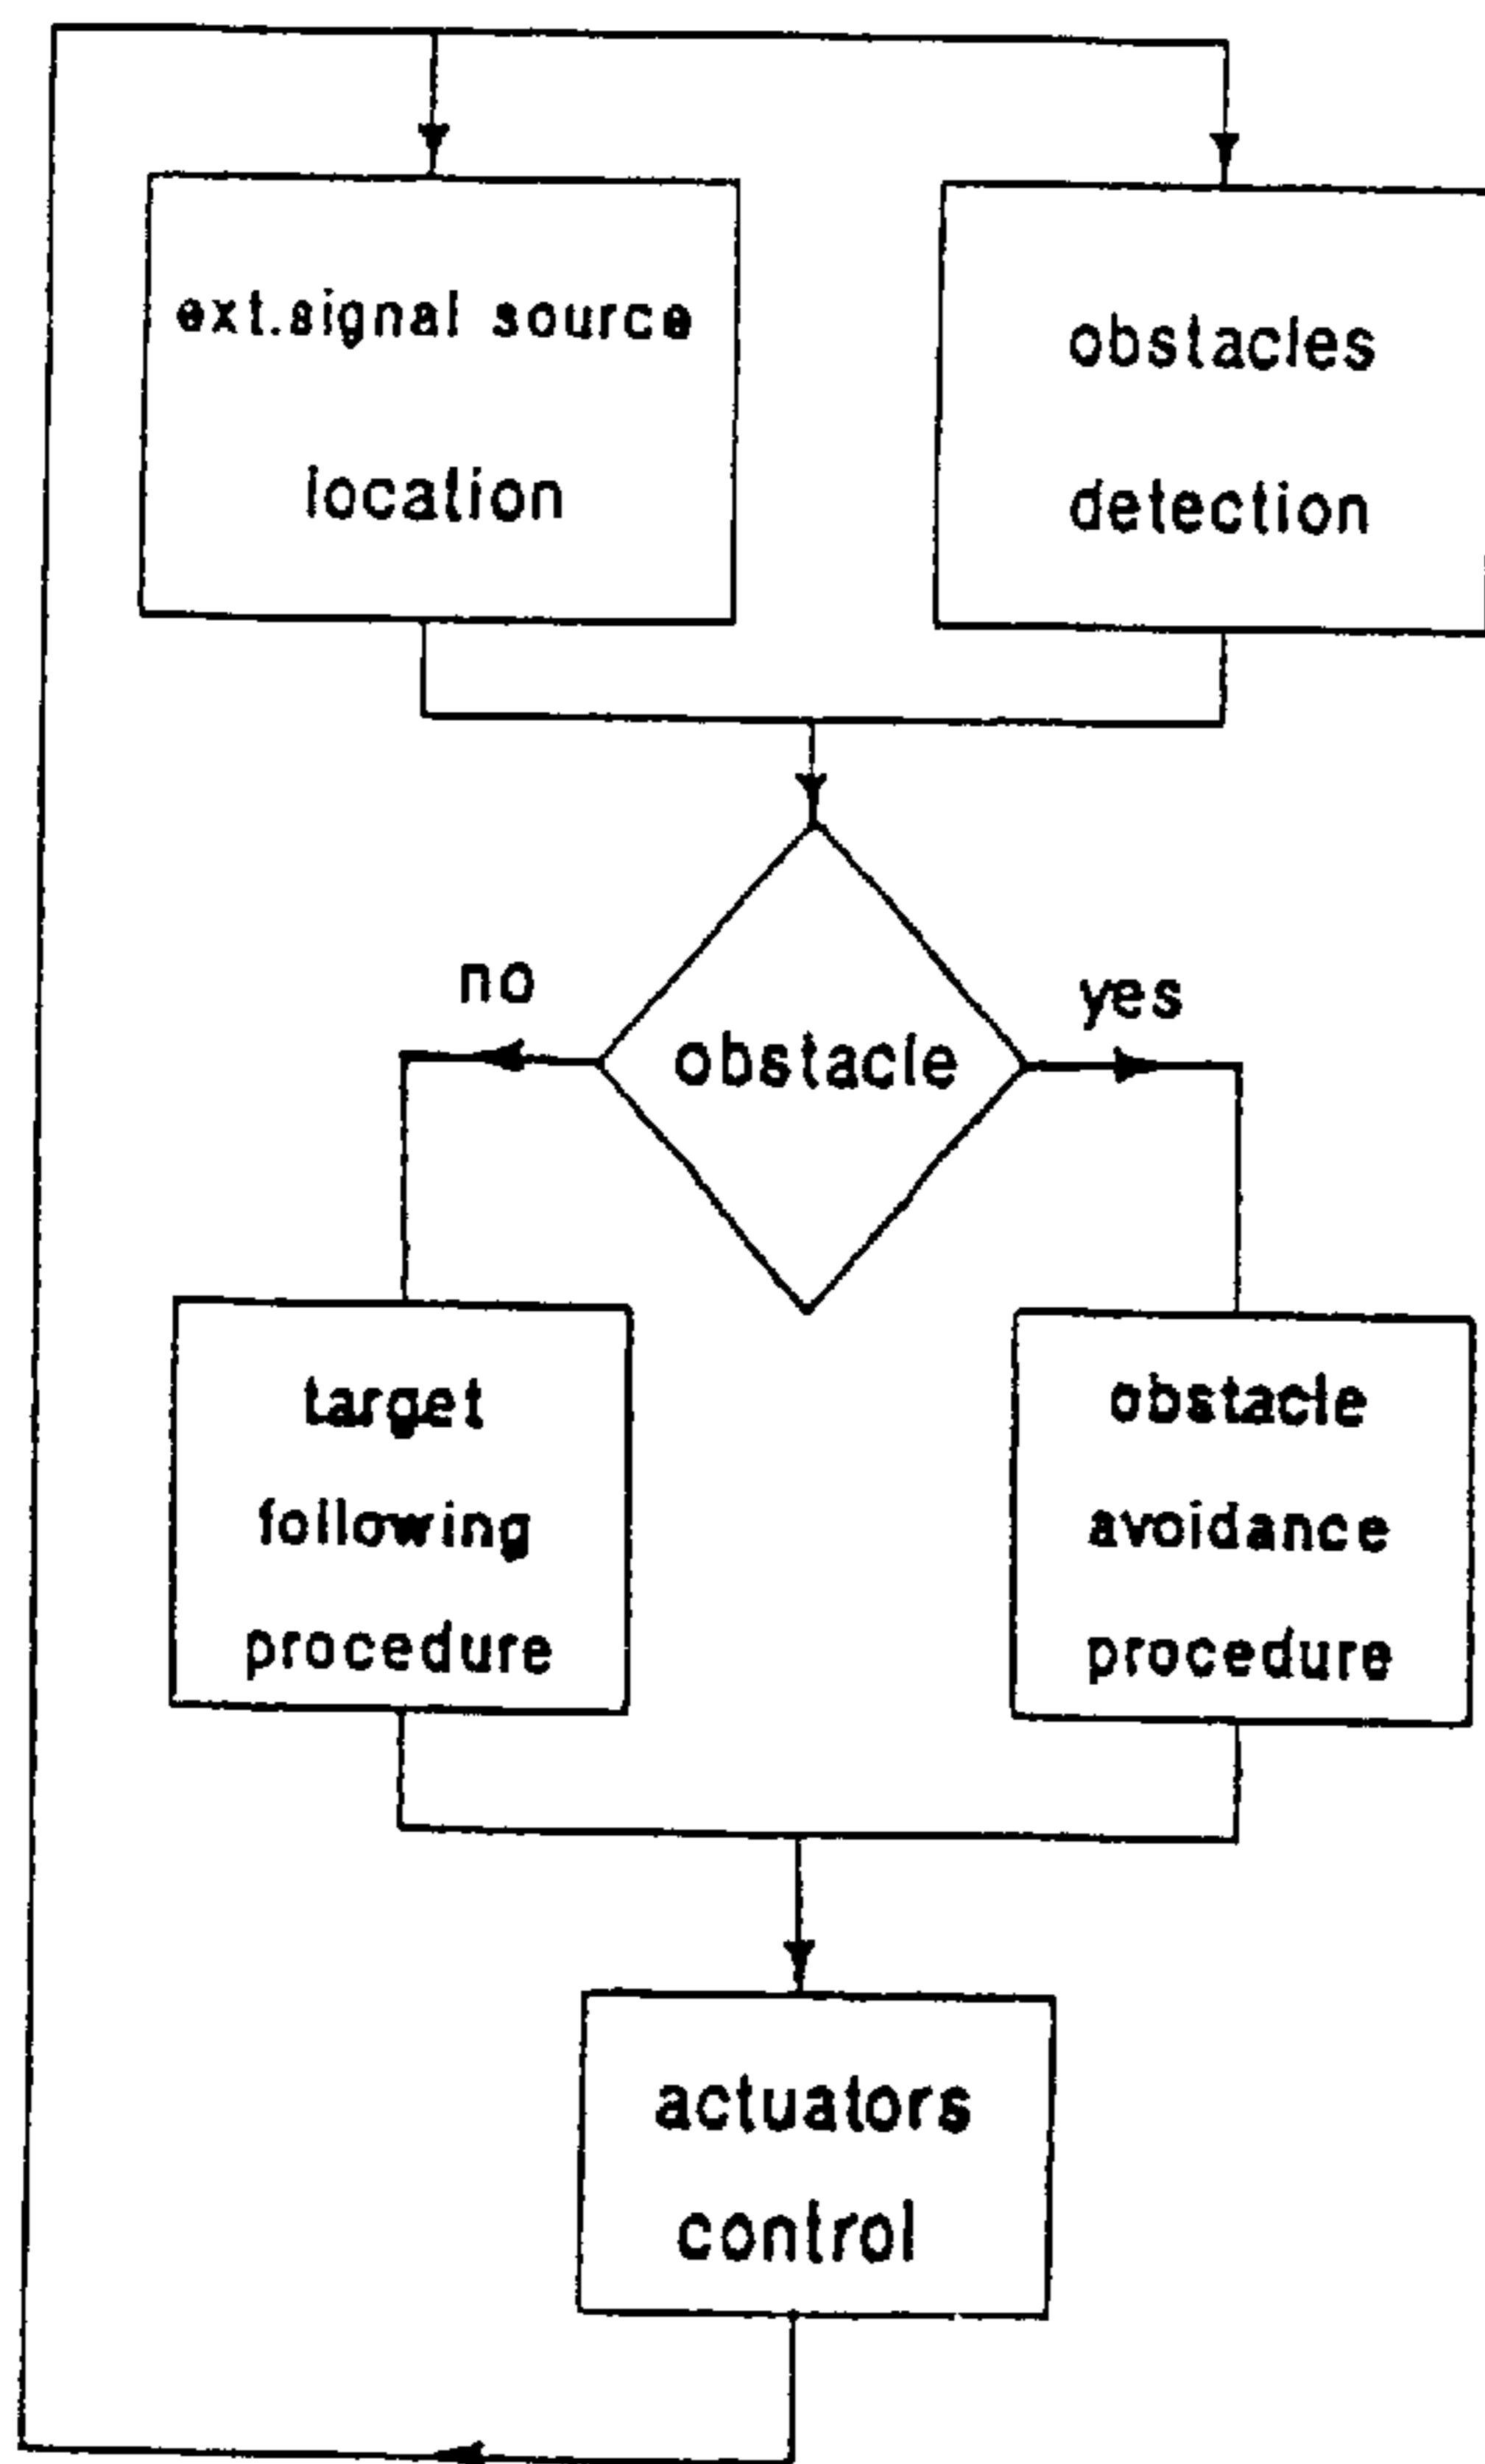 ext.signal source
location
obstacles
detection
no
yes
obstacle
target
following
procedure
obstacle
avoidance
procedure
actuators
control